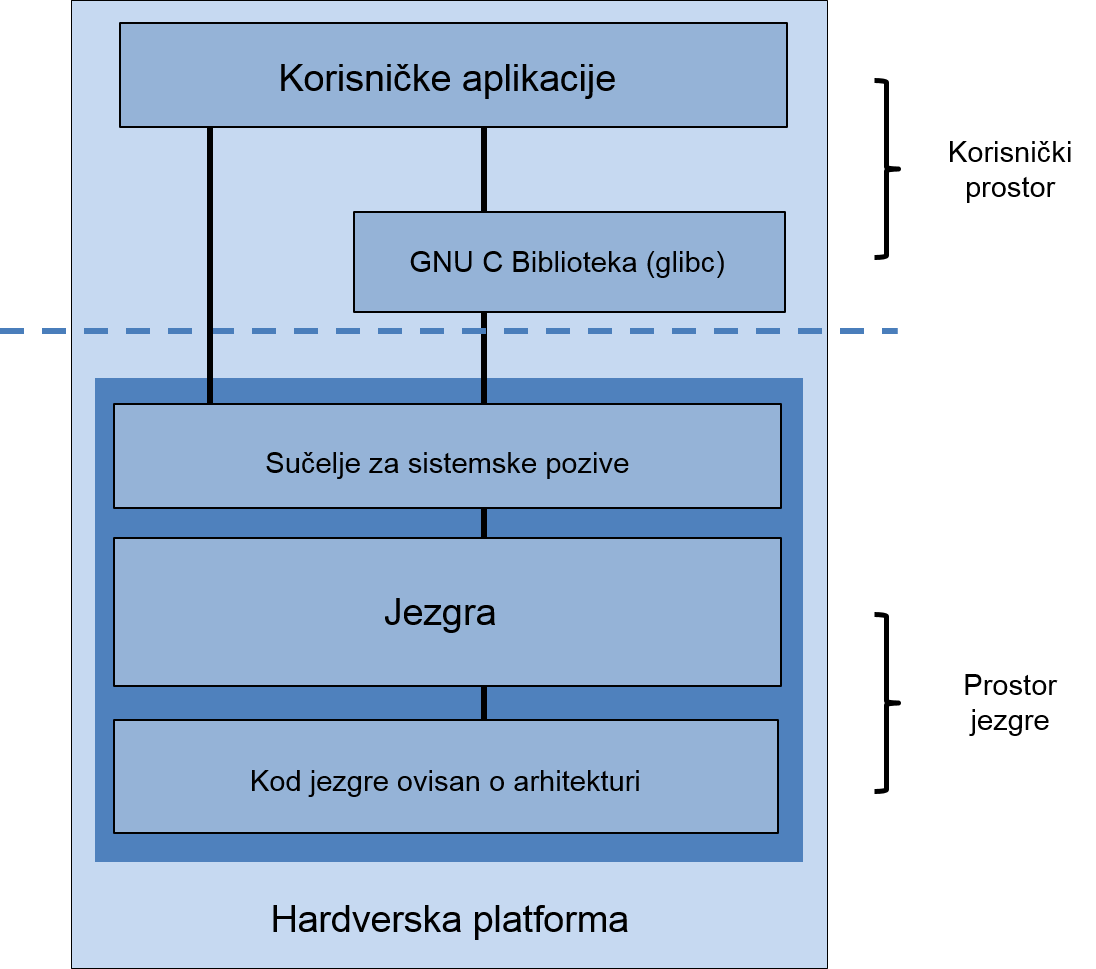 Korisničke aplikacije
Korisnički
prostor
GNU C Biblioteka (glibc)
Sučelje za sistemske pozive
Jezgra
Prostor
jezgre
Kod jezgre ovisan o arhitekturi
Hardverska platforma